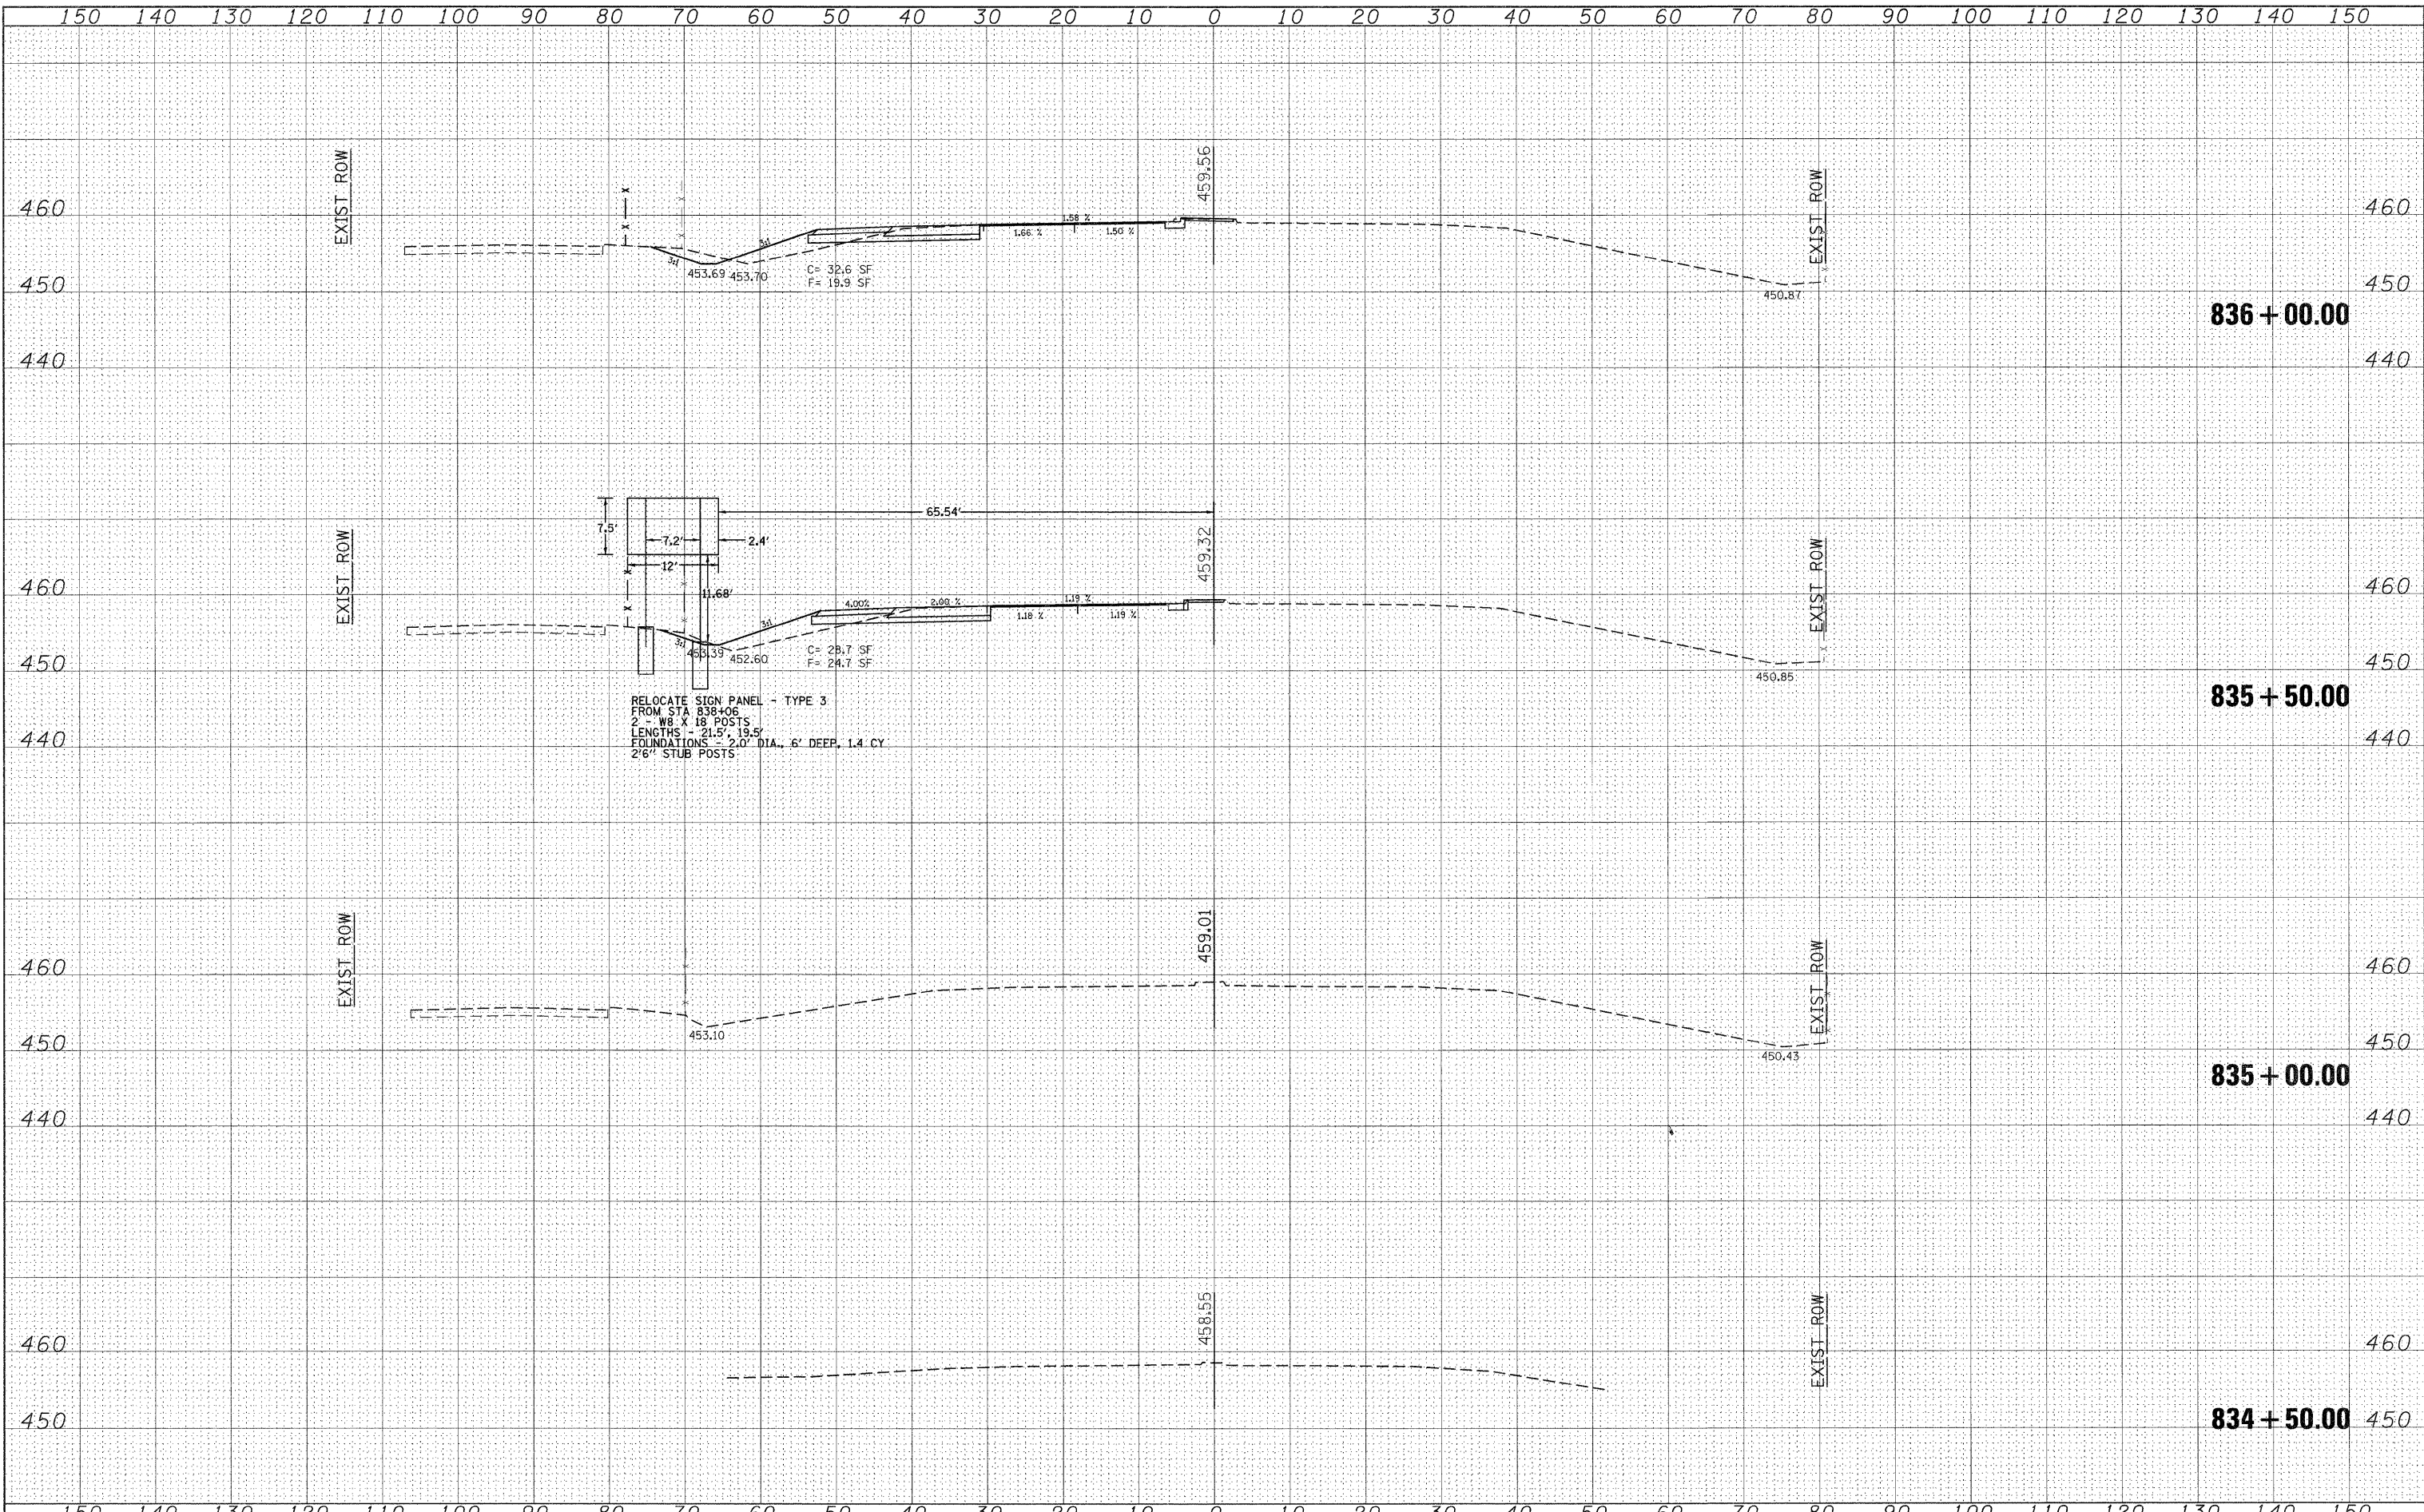 150 140 130 120 110 100 90 80 70 60 50 40 30 20 10 0 10 20 30 40 50 60 70 80 90 100 110 120 130 140 150
EXIST ROW
459.56
EXIST ROW
460
1.58 %
460
3:1
1.66 %
1.50 %
3:1
453.69 453.70
C= 32.6 SF
F= 19.9 SF
450
450.87
450
836 + 00.00
440
440
65.54'
7.5'
7.2'
2.4'
12'
EXIST ROW
459.32
EXIST ROW
460
11.68'
4.00%
2.00 %
1.19 %
460
3:1
1.18 %
1.19 %
3:1
453.39
452.60
C= 28.7 SF
F= 24.7 SF
450
450.85
450
835 + 50.00
RELOCATE SIGN PANEL - TYPE 3
FROM STA 838+06
2 - W8 X 18 POSTS
LENGTHS - 21.5', 19.5'
FOUNDATIONS - 2.0' DIA., 6' DEEP, 1.4 CY
2'6" STUB POSTS
440
440
EXIST ROW
459.01
EXIST ROW
460
460
453.10
450
450.43
450
835 + 00.00
440
440
458.55
EXIST ROW
460
460
450
834 + 50.00
450
150 140 130 120 110 100 90 80 70 60 50 40 30 20 10 0 10 20 30 40 50 60 70 80 90 100 110 120 130 140 150